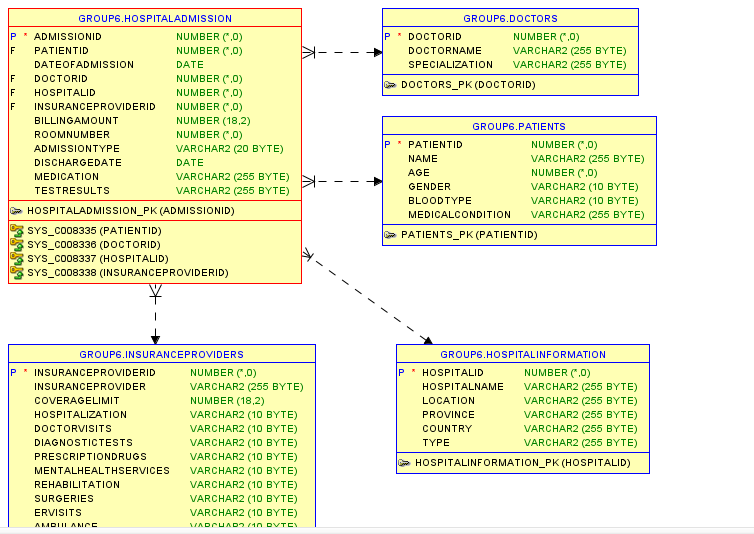 GROUP6.HOSPITALADMISSION
P * ADMISSIONID NUMBER (*,0)
F PATIENTID NUMBER (*,0)
DATEOFADMISSION DATE
F DOCTORID NUMBER (*,0)
F HOSPITALID NUMBER (*,0)
F INSURANCEPROVIDERID NUMBER (*,0)
BILLINGAMOUNT NUMBER (18,2)
ROOMNUMBER NUMBER (*,0)
ADMISSIONTYPE VARCHAR2 (20 BYTE)
DISCHARGEDATE DATE
MEDICATION VARCHAR2 (255 BYTE)
TESTRESULTS VARCHAR2 (255 BYTE)
HOSPITALADMISSION_PK (ADMISSIONID)
SYS_C008335 (PATIENTID)
SYS_C008336 (DOCTORID)
SYS_C008337 (HOSPITALID)
SYS_C008338 (INSURANCEPROVIDERID)
GROUP6.DOCTORS
P * DOCTORID NUMBER (*,0)
DOCTORNAME VARCHAR2 (255 BYTE)
SPECIALIZATION VARCHAR2 (255 BYTE)
DOCTORS_PK (DOCTORID)
GROUP6.PATIENTS
P * PATIENTID NUMBER (*,0)
NAME VARCHAR2 (255 BYTE)
AGE NUMBER (*,0)
GENDER VARCHAR2 (10 BYTE)
BLOODTYPE VARCHAR2 (10 BYTE)
MEDICALCONDITION VARCHAR2 (255 BYTE)
PATIENTS_PK (PATIENTID)
GROUP6.INSURANCEPROVIDERS
P * INSURANCEPROVIDERID NUMBER (*,0)
INSURANCEPROVIDER VARCHAR2 (255 BYTE)
COVERAGELIMIT NUMBER (18,2)
HOSPITALIZATION VARCHAR2 (10 BYTE)
DOCTORVISITS VARCHAR2 (10 BYTE)
DIAGNOSTICTESTS VARCHAR2 (10 BYTE)
PRESCRIPTIONDRUGS VARCHAR2 (10 BYTE)
MENTALHEALTHSERVICES VARCHAR2 (10 BYTE)
REHABILITATION VARCHAR2 (10 BYTE)
SURGERIES VARCHAR2 (10 BYTE)
ERVISITS VARCHAR2 (10 BYTE)
AMBULANCE VARCHAR2 (10 BYTE)
GROUP6.HOSPITALINFORMATION
P * HOSPITALID NUMBER (*,0)
HOSPITALNAME VARCHAR2 (255 BYTE)
LOCATION VARCHAR2 (255 BYTE)
PROVINCE VARCHAR2 (255 BYTE)
COUNTRY VARCHAR2 (255 BYTE)
TYPE VARCHAR2 (255 BYTE)
HOSPITALINFORMATION_PK (HOSPITALID)